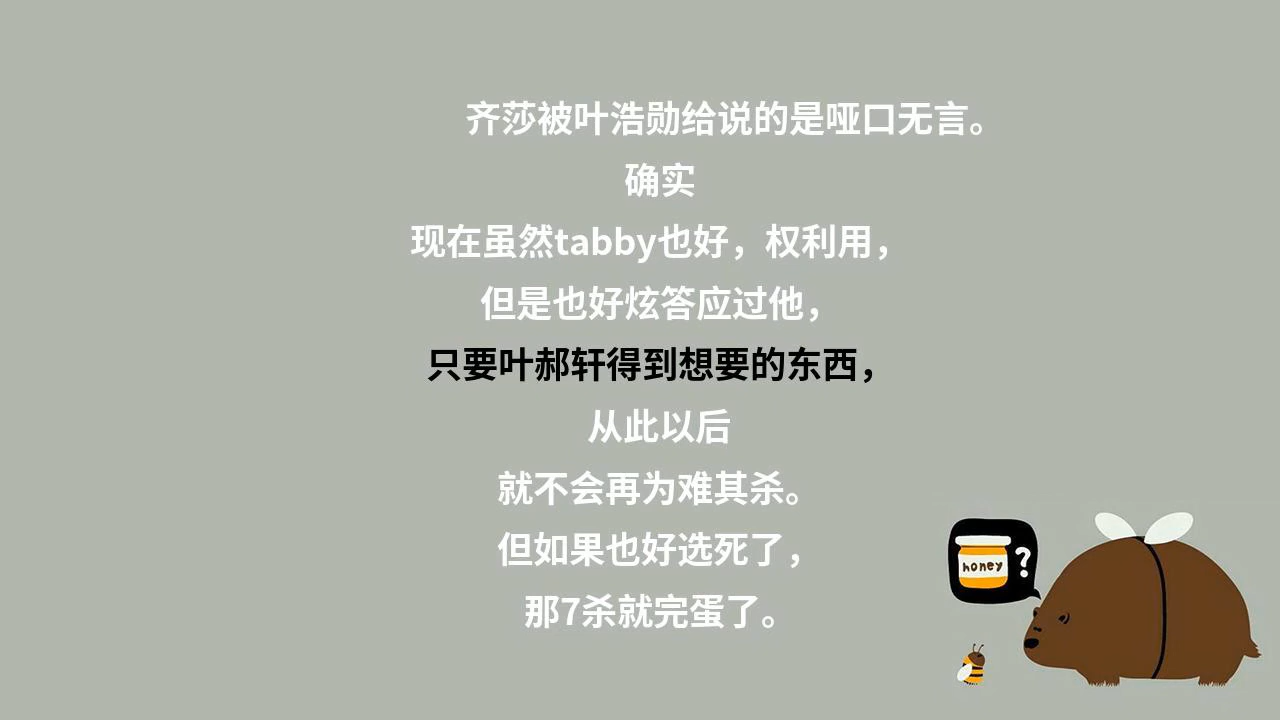 齐莎被叶浩勋给说的是哑口无言。
确实
现在虽然tabby也好，权利用，
但是也好炫答应过他，
只要叶郝轩得到想要的东西，
从此以后
就不会再为难其杀。
但如果也好选死了，
那7杀就完蛋了。
honey
?